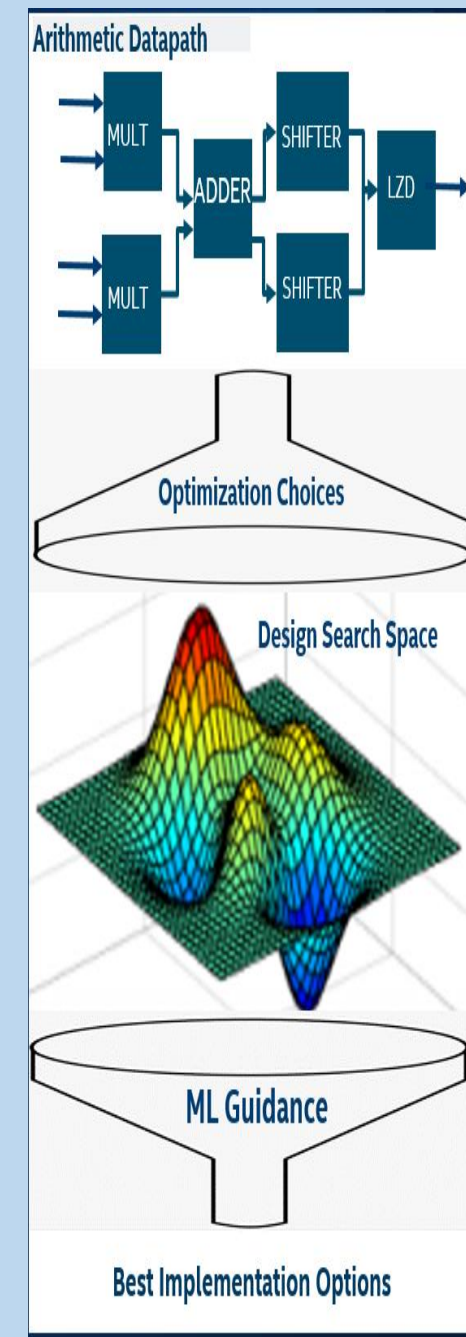 Arithmetic Datapath
MULT
SHIFTER
ADDER
LZD
MULT
SHIFTER
Optimization Choices
Design Search Space
ML Guidance
Best Implementation Options